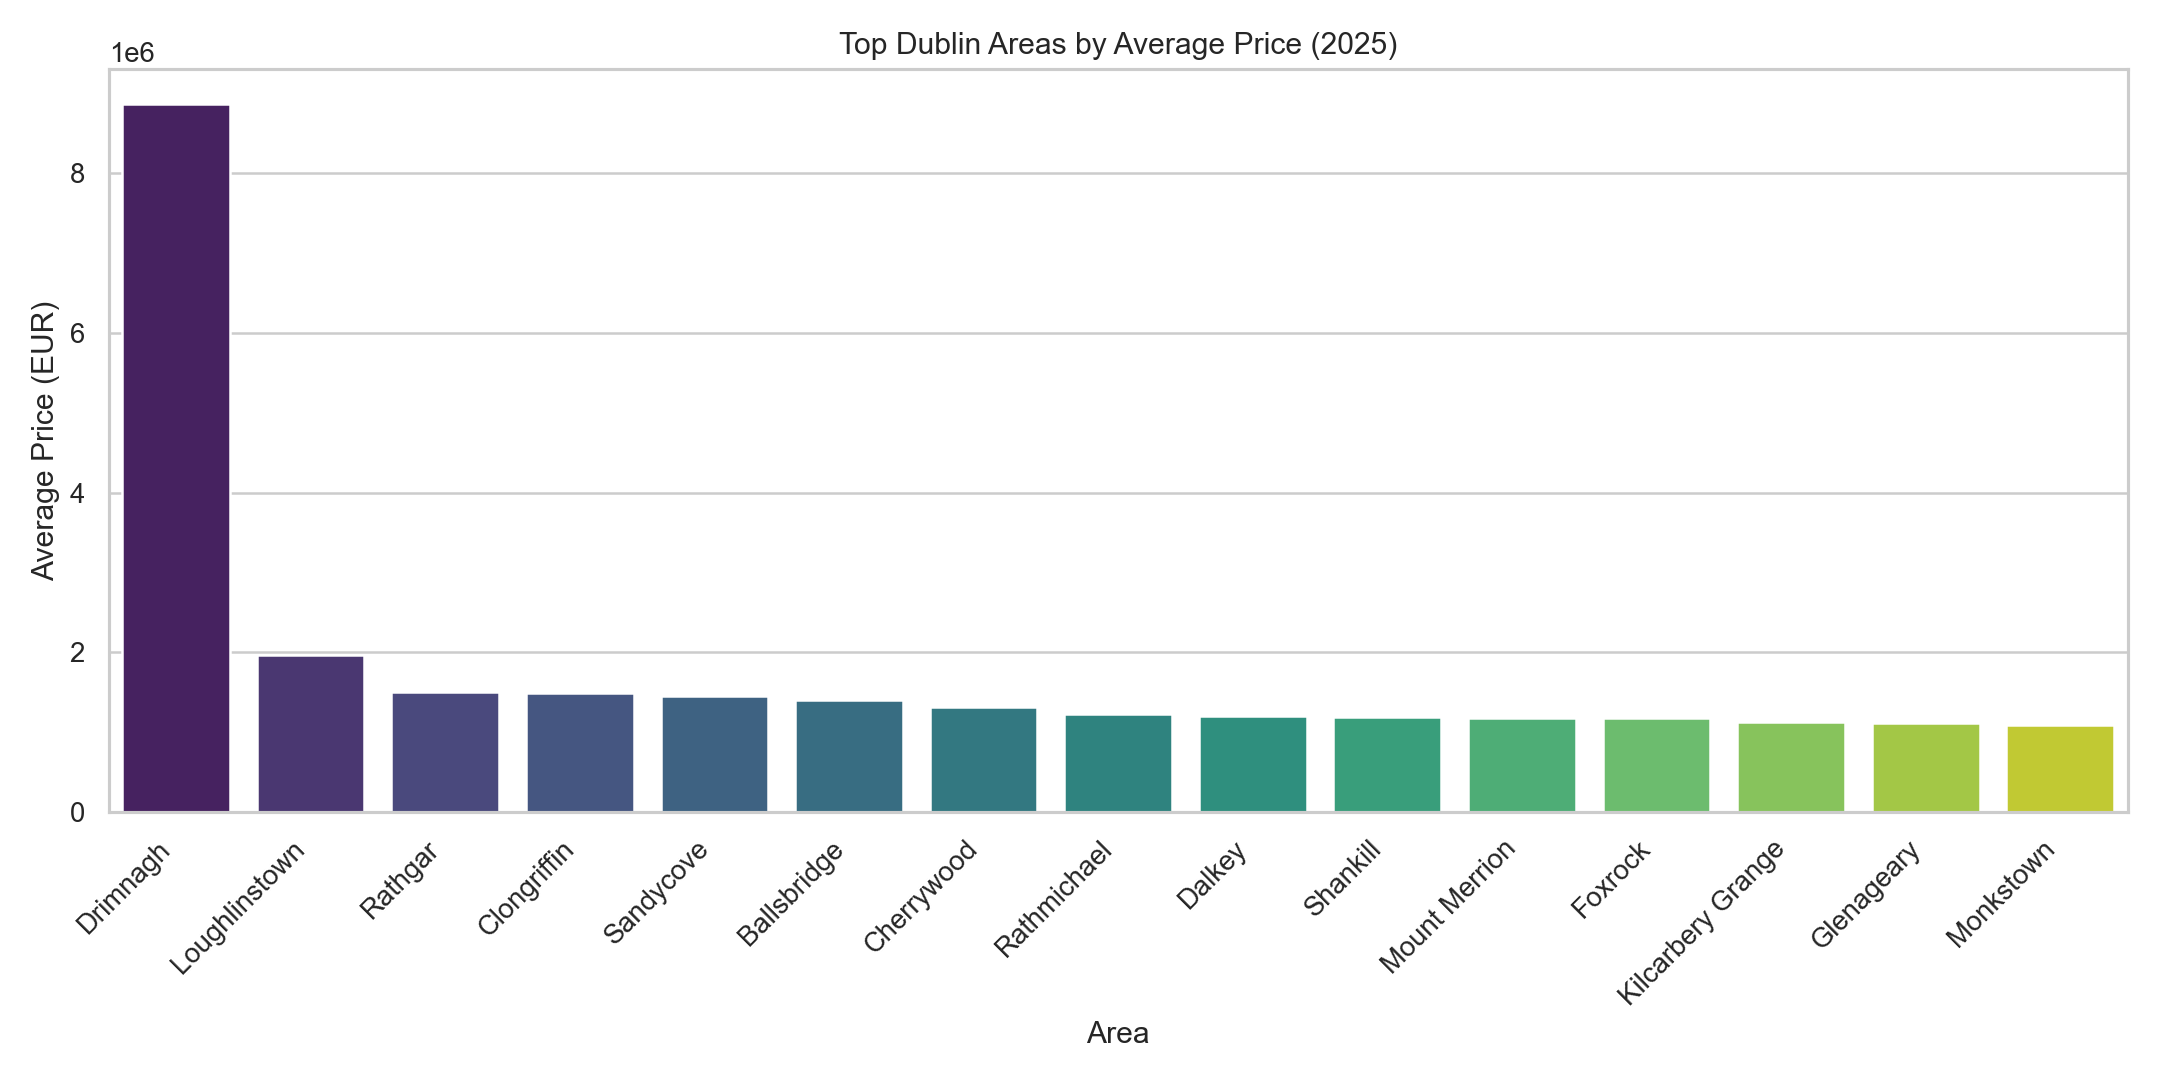 Top Dublin Areas by Average Price (2025)
1e6
8
6
4
2
0
Average Price (EUR)
Drimnagh
Loughlinstown
Rathgar
Clongriffin
Sandycove
Ballsbridge
Cherrywood
Rathmichael
Dalkey
Shankill
Mount Merrion
Foxrock
Kilcarbery Grange
Glenageary
Monkstown
Area